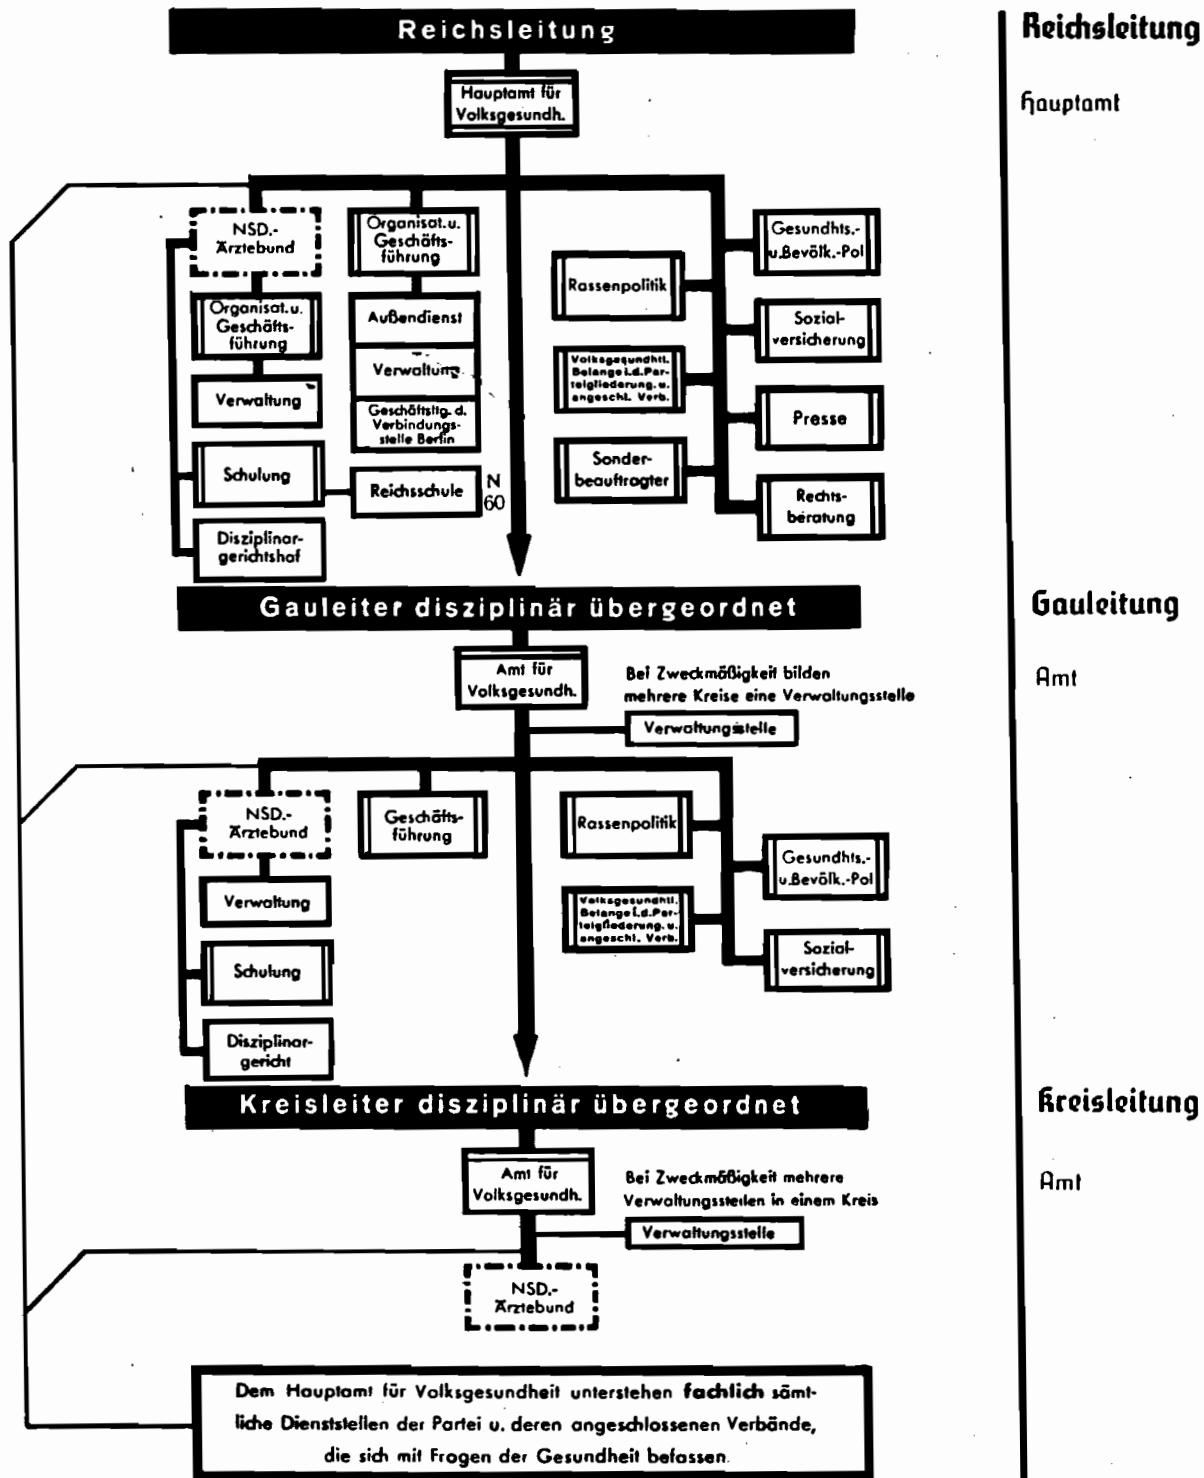 Reichsleitung
Reichsleitung
Hauptamt für
Volksgesundh.
Hauptamt
NSD.-
Ärztebund
Organisat. u.
Geschäfts-
führung
Verwaltung
Schulung
Disziplinar-
gerichtshof
Organisat. u.
Geschäfts-
führung
Außendienst
Verwaltung
Geschäftsltg. d.
Verbindungs-
stelle Berlin
Reichsschule
N
60
Rassenpolitik
Volksgesundhtl.
Belange i. d. Par-
teigliederung. u.
angeschl. Verb.
Sonder-
beauftragter
Gesundhts.-
u. Bevölk.-Pol
Sozial-
versicherung
Presse
Rechts-
beratung
Gauleiter disziplinär übergeordnet
Gauleitung
Amt für
Volksgesundh.
Amt
Bei Zweckmäßigkeit bilden
mehrere Kreise eine Verwaltungsstelle
Verwaltungsstelle
NSD.-
Ärztebund
Verwaltung
Schulung
Disziplinar-
gericht
Geschäfts-
führung
Rassenpolitik
Volksgesundhtl.
Belange i. d. Par-
teigliederung. u.
angeschl. Verb.
Gesundhts.-
u. Bevölk.-Pol
Sozial-
versicherung
Kreisleiter disziplinär übergeordnet
Kreisleitung
Amt für
Volksgesundh.
Amt
Bei Zweckmäßigkeit mehrere
Verwaltungsstellen in einem Kreis
Verwaltungsstelle
NSD.-
Ärztebund
Dem Hauptamt für Volksgesundheit unterstehen fachlich sämt-
liche Dienststellen der Partei u. deren angeschlossenen Verbände,
die sich mit Fragen der Gesundheit befassen.